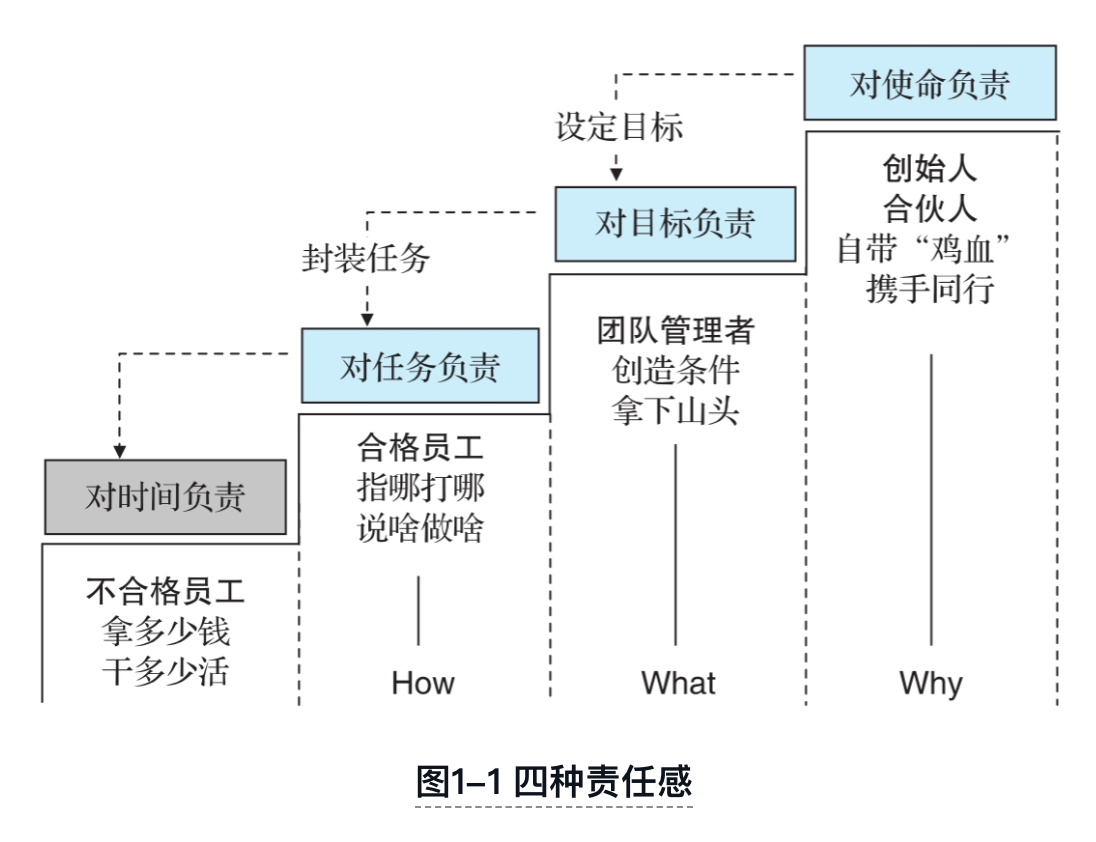 对使命负责
设定目标
创始人
合伙人
自带“鸡血”
携手同行
对目标负责
封装任务
团队管理者
创造条件
拿下山头
对任务负责
合格员工
指哪打哪
说啥做啥
对时间负责
不合格员工
拿多少钱
干多少活
How
What
Why
图1–1 四种责任感